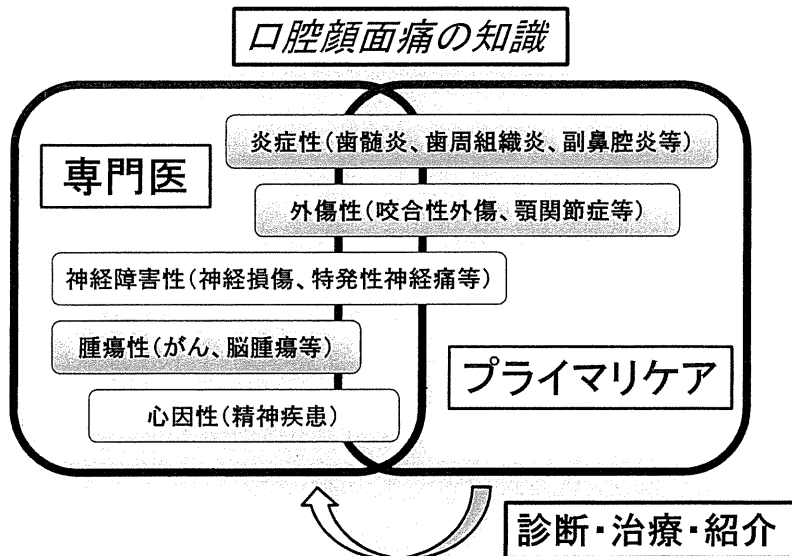 口腔顔面痛の知識
炎症性(歯髄炎、歯周組織炎、副鼻腔炎等)
専門医
外傷性(咬合性外傷、顎関節症等)
神経障害性(神経損傷、特発性神経痛等)
腫瘍性(がん、脳腫瘍等)
プライマリケア
心因性(精神疾患)
診断・治療・紹介